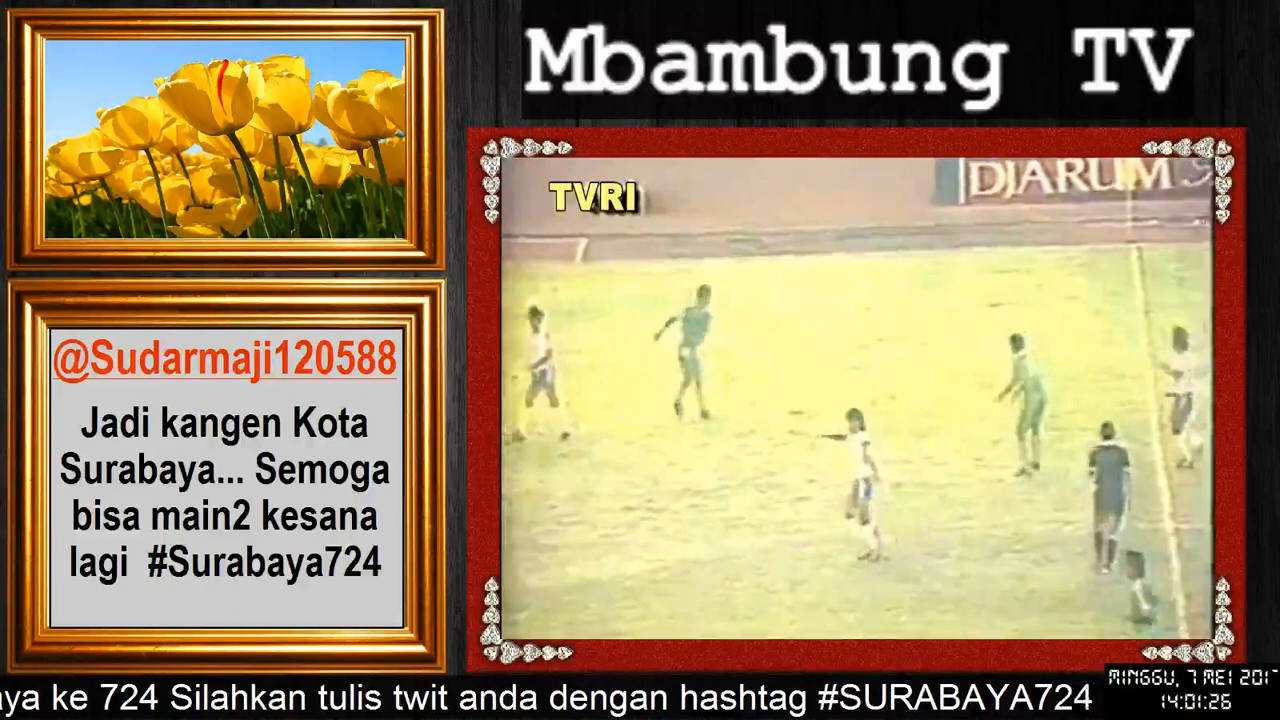 Mbambung TV
TVRI
DJARUM
@Sudarmaji120588
Jadi kangen Kota
Surabaya... Semoga
bisa main2 kesana
lagi #Surabaya724
aya ke 724 Silahkan tulis twit anda dengan hashtag #SURABAYA724
MINGGU, 7 MEI 2017
14:01:26